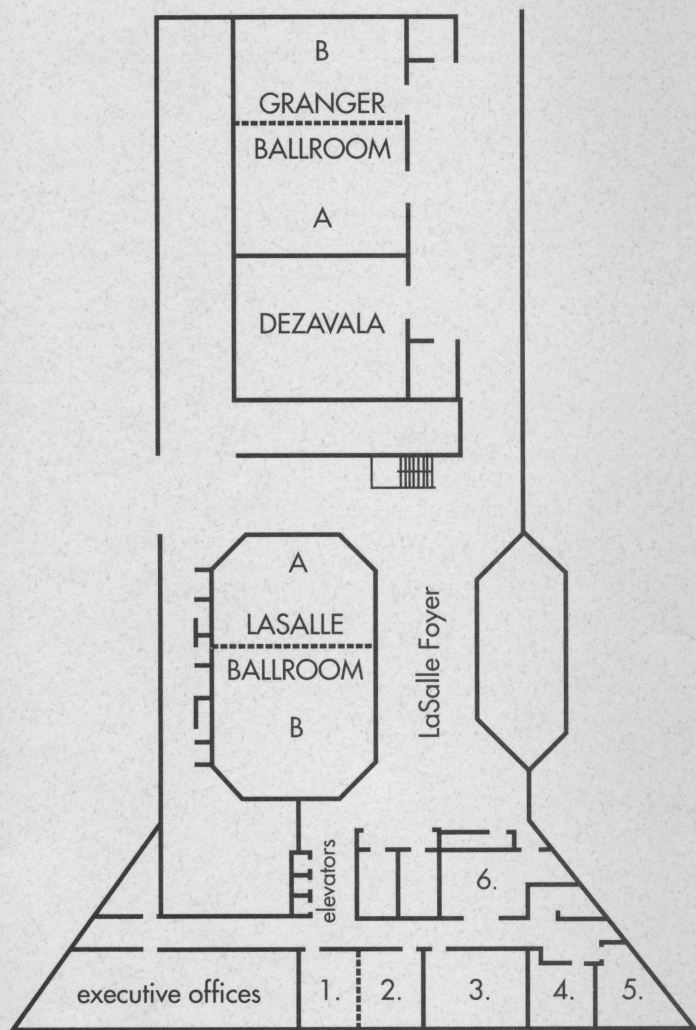 B
GRANGER
BALLROOM
A
DEZAVALA
A
LASALLE
BALLROOM
B
LaSalle Foyer
elevators
6.
executive offices
1.
2.
3.
4.
5.